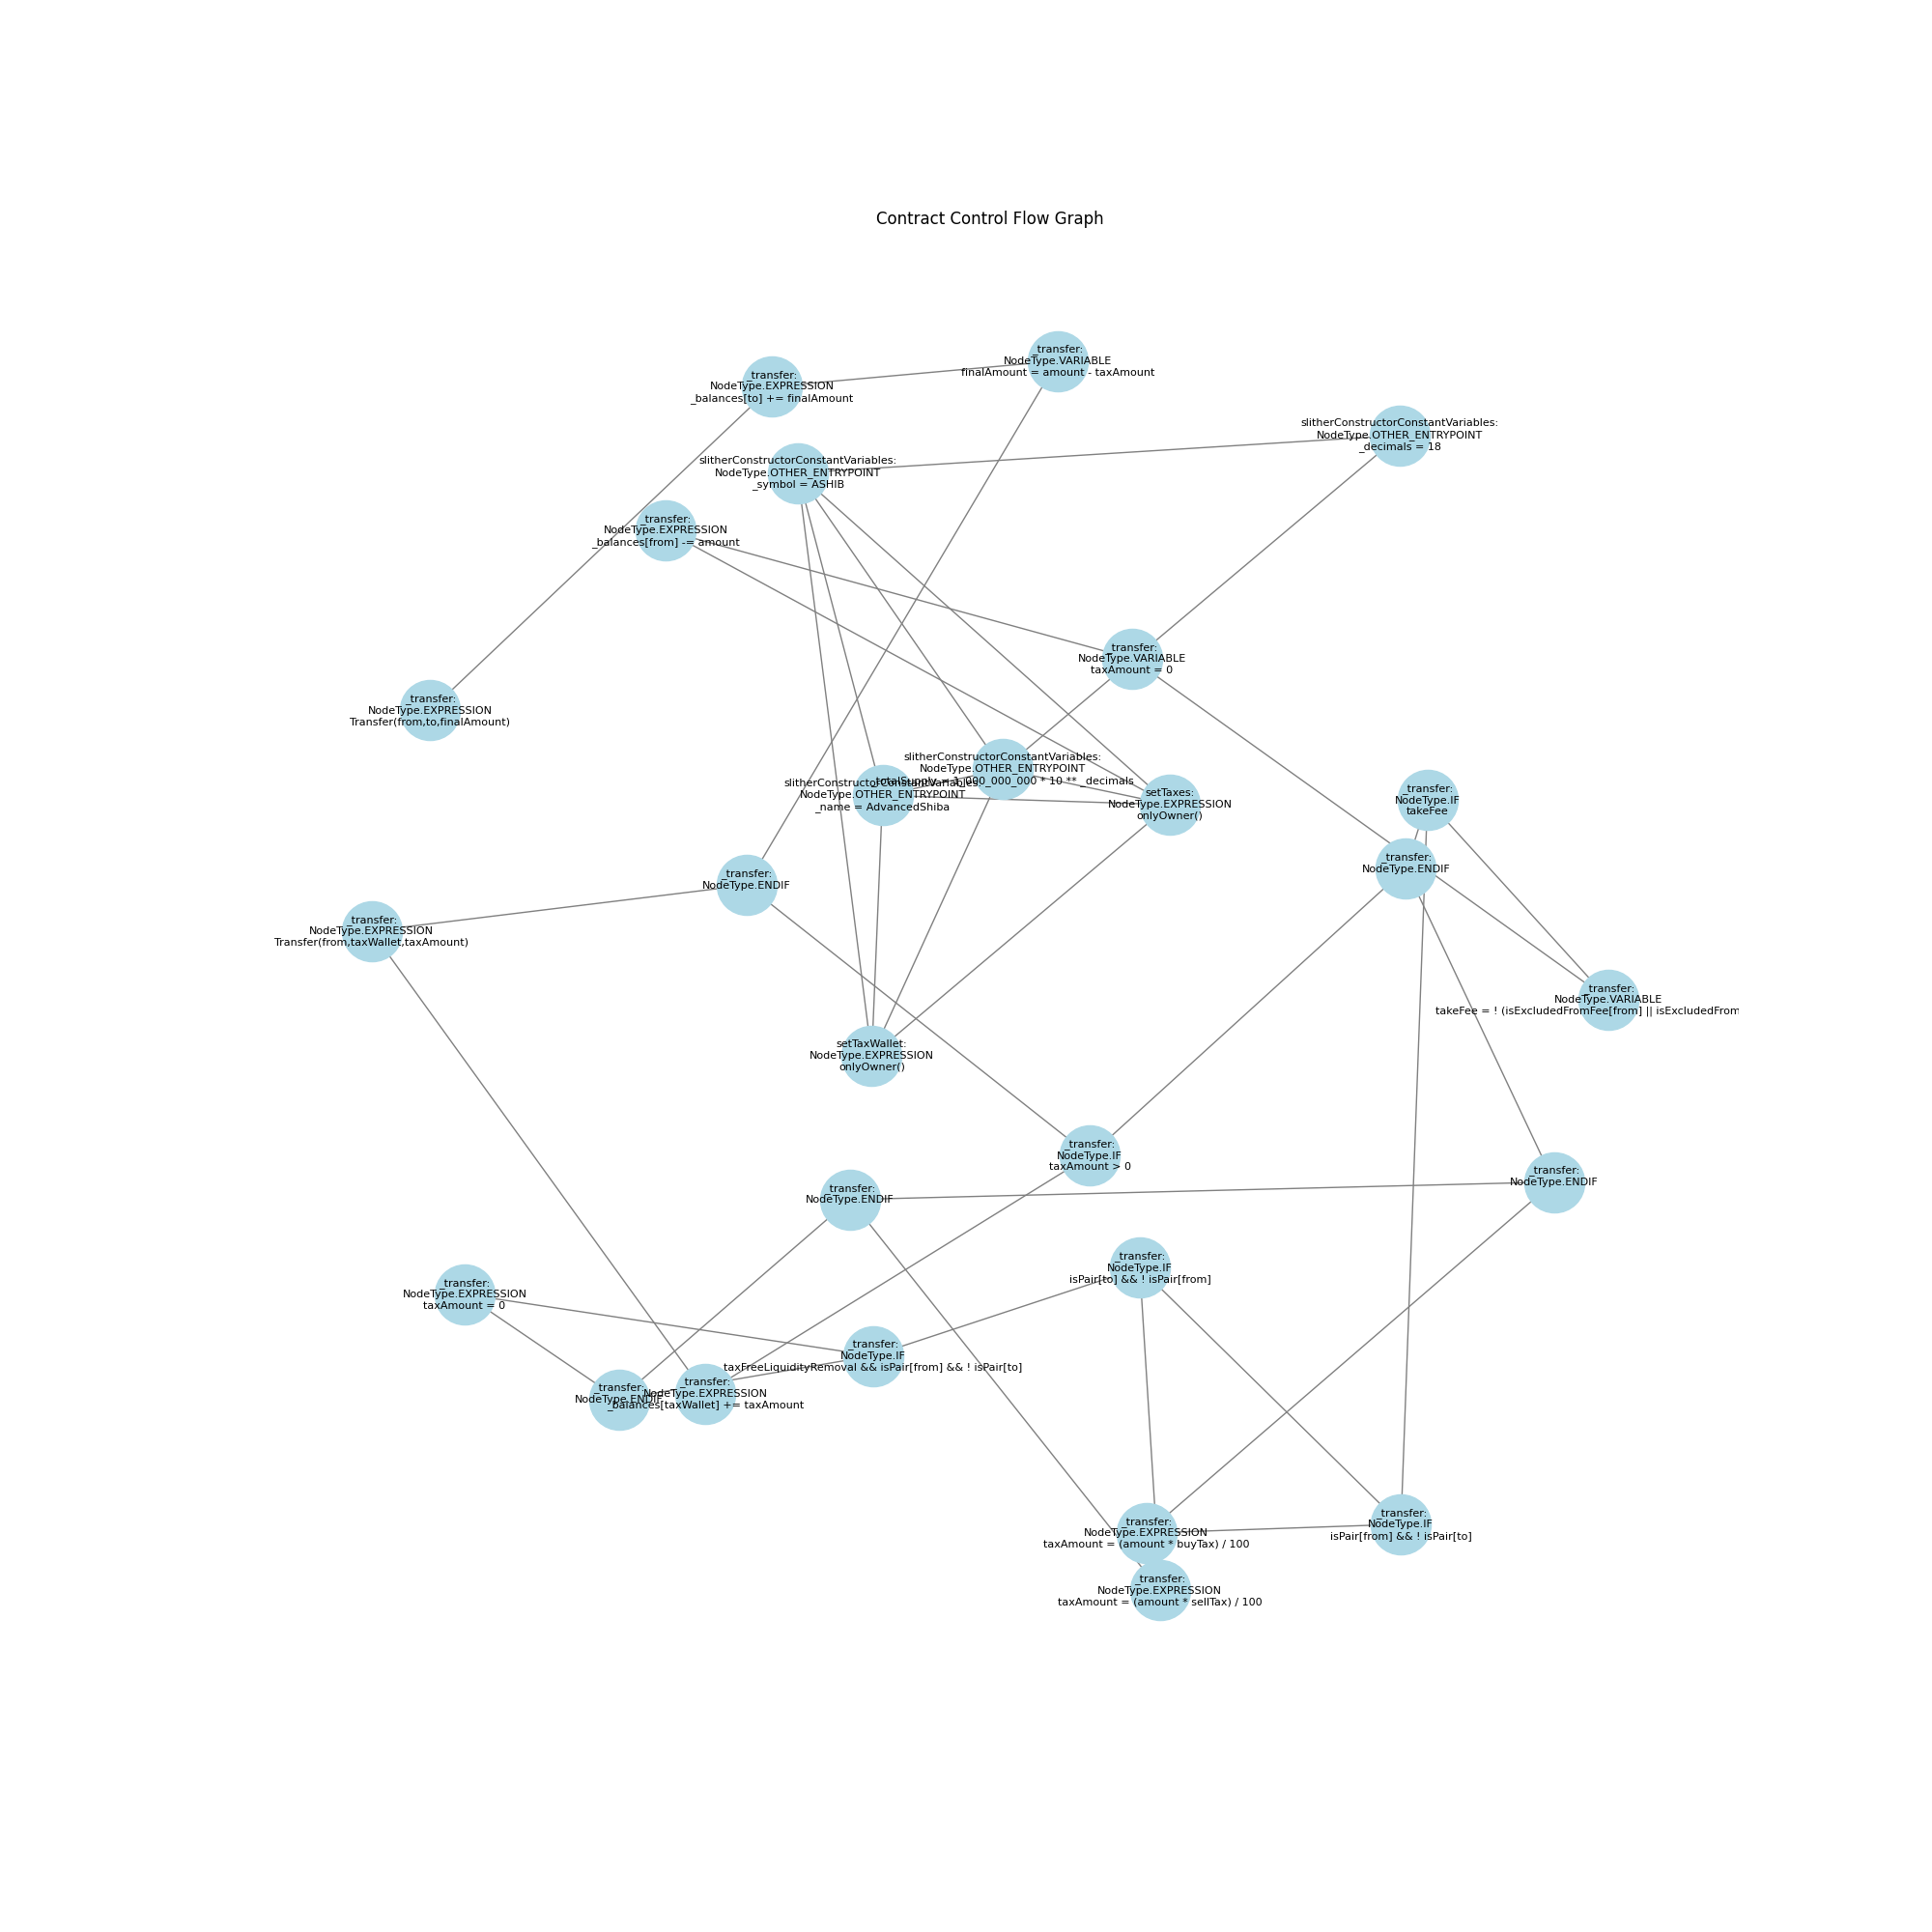 Contract Control Flow Graph
_transfer:
NodeType.VARIABLE
finalAmount = amount - taxAmount
_transfer:
NodeType.EXPRESSION
_balances[to] += finalAmount
slitherConstructorConstantVariables:
NodeType.OTHER_ENTRYPOINT
_decimals = 18
slitherConstructorConstantVariables:
NodeType.OTHER_ENTRYPOINT
_symbol = ASHIB
_transfer:
NodeType.EXPRESSION
_balances[from] -= amount
_transfer:
NodeType.VARIABLE
taxAmount = 0
_transfer:
NodeType.EXPRESSION
Transfer(from,to,finalAmount)
slitherConstructorConstantVariables:
NodeType.OTHER_ENTRYPOINT
_totalSupply = 1_000_000_000 * 10 ** _decimals
slitherConstructorConstantVariables:
NodeType.OTHER_ENTRYPOINT
_name = AdvancedShiba
setTaxes:
NodeType.EXPRESSION
onlyOwner()
_transfer:
NodeType.IF
takeFee
_transfer:
NodeType.ENDIF
_transfer:
NodeType.ENDIF
_transfer:
NodeType.EXPRESSION
Transfer(from,taxWallet,taxAmount)
_transfer:
NodeType.VARIABLE
takeFee = ! (isExcludedFromFee[from] || isExcludedFrom
setTaxWallet:
NodeType.EXPRESSION
onlyOwner()
_transfer:
NodeType.IF
taxAmount > 0
_transfer:
NodeType.ENDIF
_transfer:
NodeType.ENDIF
_transfer:
NodeType.IF
isPair[to] && ! isPair[from]
_transfer:
NodeType.EXPRESSION
taxAmount = 0
_transfer:
NodeType.IF
taxFreeLiquidityRemoval && isPair[from] && ! isPair[to]
_transfer:
NodeType.ENDIF
_transfer:
NodeType.EXPRESSION
_balances[taxWallet] += taxAmount
_transfer:
NodeType.IF
isPair[from] && ! isPair[to]
_transfer:
NodeType.EXPRESSION
taxAmount = (amount * buyTax) / 100
_transfer:
NodeType.EXPRESSION
taxAmount = (amount * sellTax) / 100